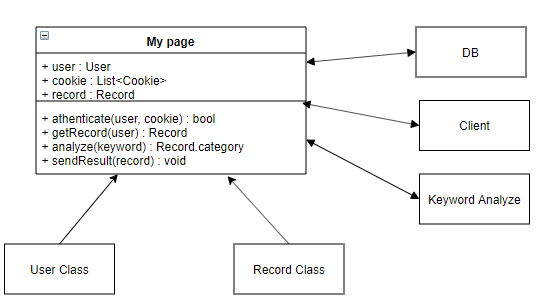 My page
+ user : User
+ cookie : List<Cookie>
+ record : Record
+ athenticate(user, cookie) : bool
+ getRecord(user) : Record
+ analyze(keyword) : Record.category
+ sendResult(record) : void
DB
Client
Keyword Analyze
User Class
Record Class